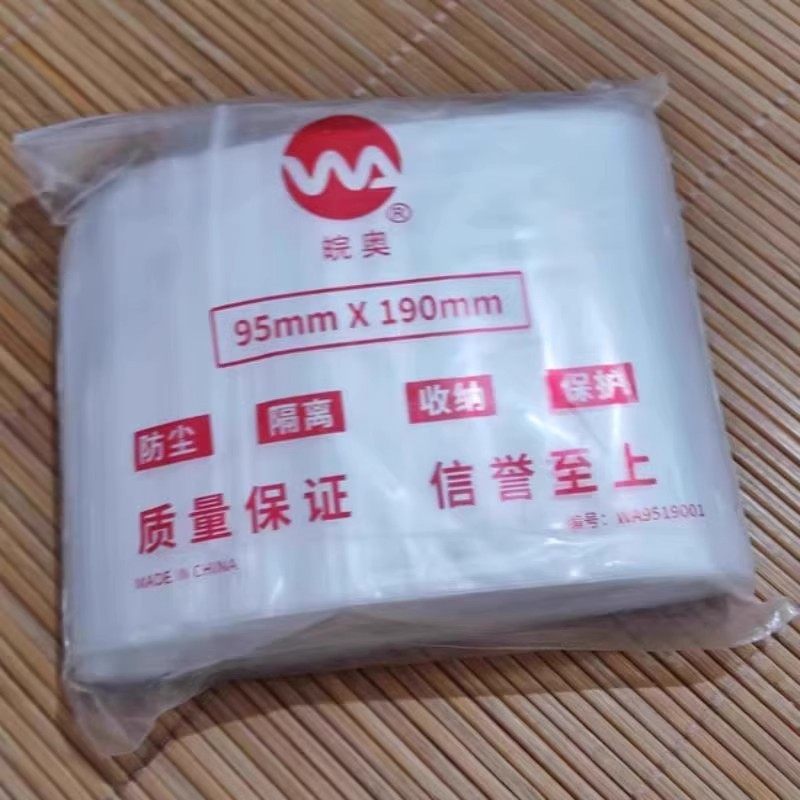 WA
®
皖奥
95mm X 190mm
防尘 隔离 收纳 保护
质量保证 信誉至上
编号：WA9519001
MADE IN CHINA